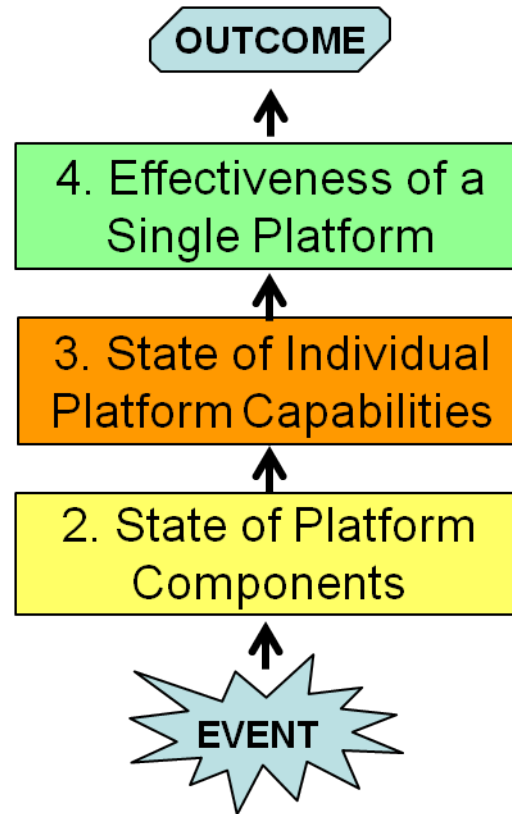 OUTCOME
4. Effectiveness of a
Single Platform
3. State of Individual
Platform Capabilities
2. State of Platform
Components
EVENT